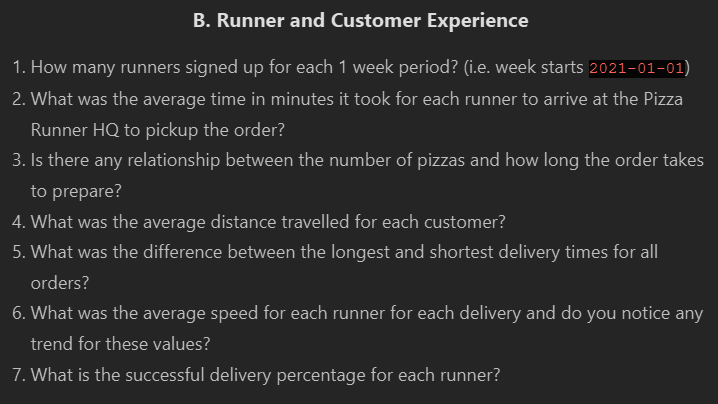 B. Runner and Customer Experience
1. How many runners signed up for each 1 week period? (i.e. week starts 2021-01-01)
2. What was the average time in minutes it took for each runner to arrive at the Pizza
Runner HQ to pickup the order?
3. Is there any relationship between the number of pizzas and how long the order takes
to prepare?
4. What was the average distance travelled for each customer?
5. What was the difference between the longest and shortest delivery times for all
orders?
6. What was the average speed for each runner for each delivery and do you notice any
trend for these values?
7. What is the successful delivery percentage for each runner?